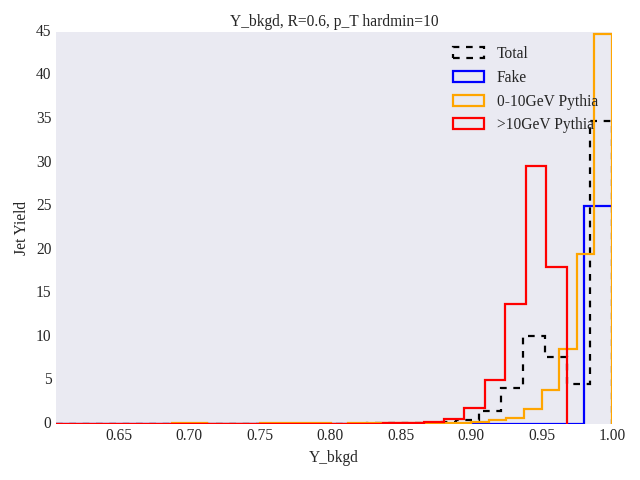 Y_bkgd, R=0.6, p_T hardmin=10
45
40
35
30
25
20
15
10
5
0
Jet Yield
Total
Fake
0-10GeV Pythia
>10GeV Pythia
0.65 0.70 0.75 0.80 0.85 0.90 0.95 1.00
Y_bkgd